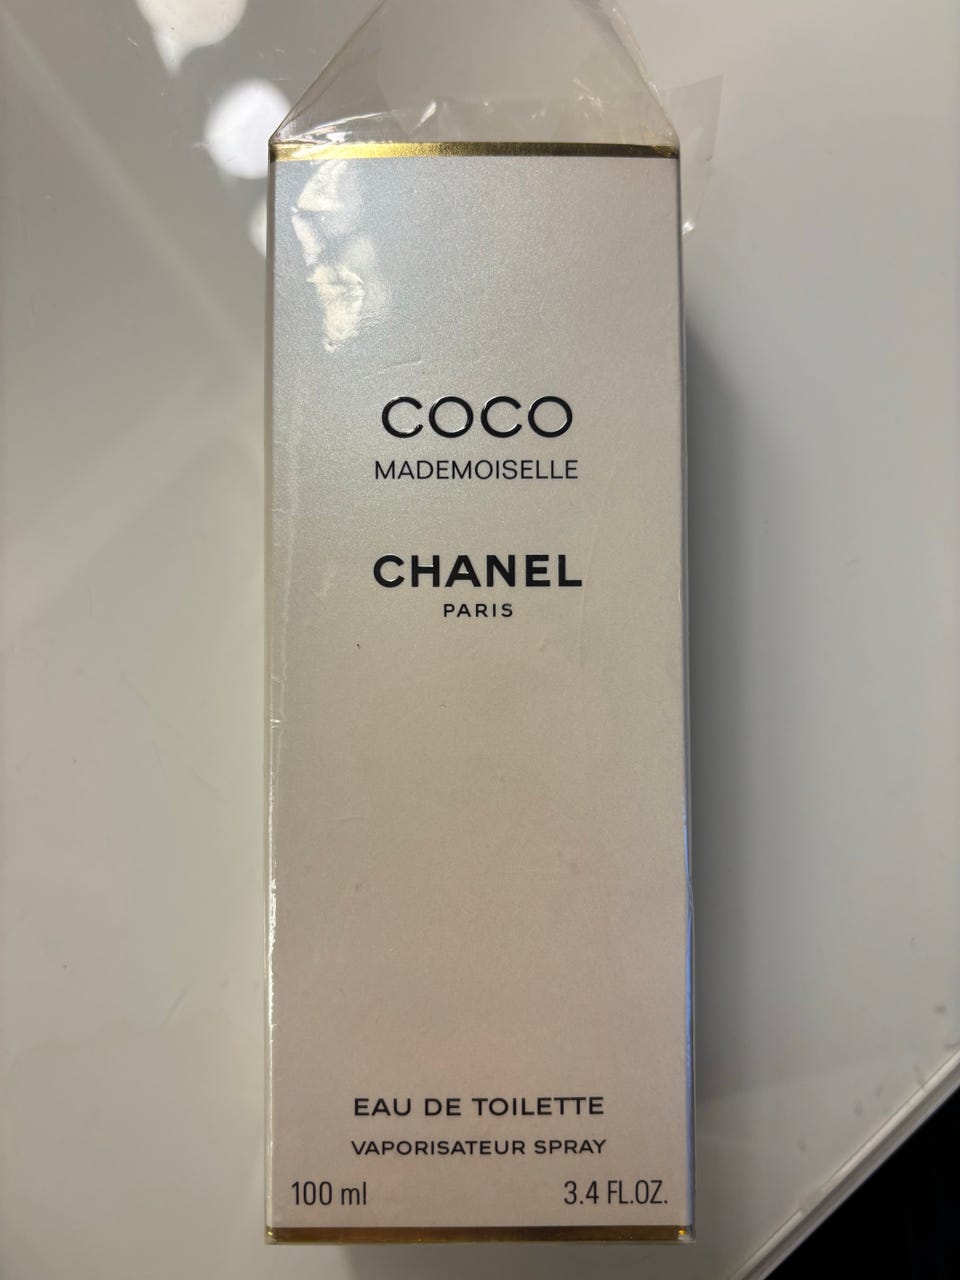 COCO
MADEMOISELLE
CHANEL
PARIS
EAU DE TOILETTE
VAPORISATEUR SPRAY
100 ml 3.4 FL.OZ.